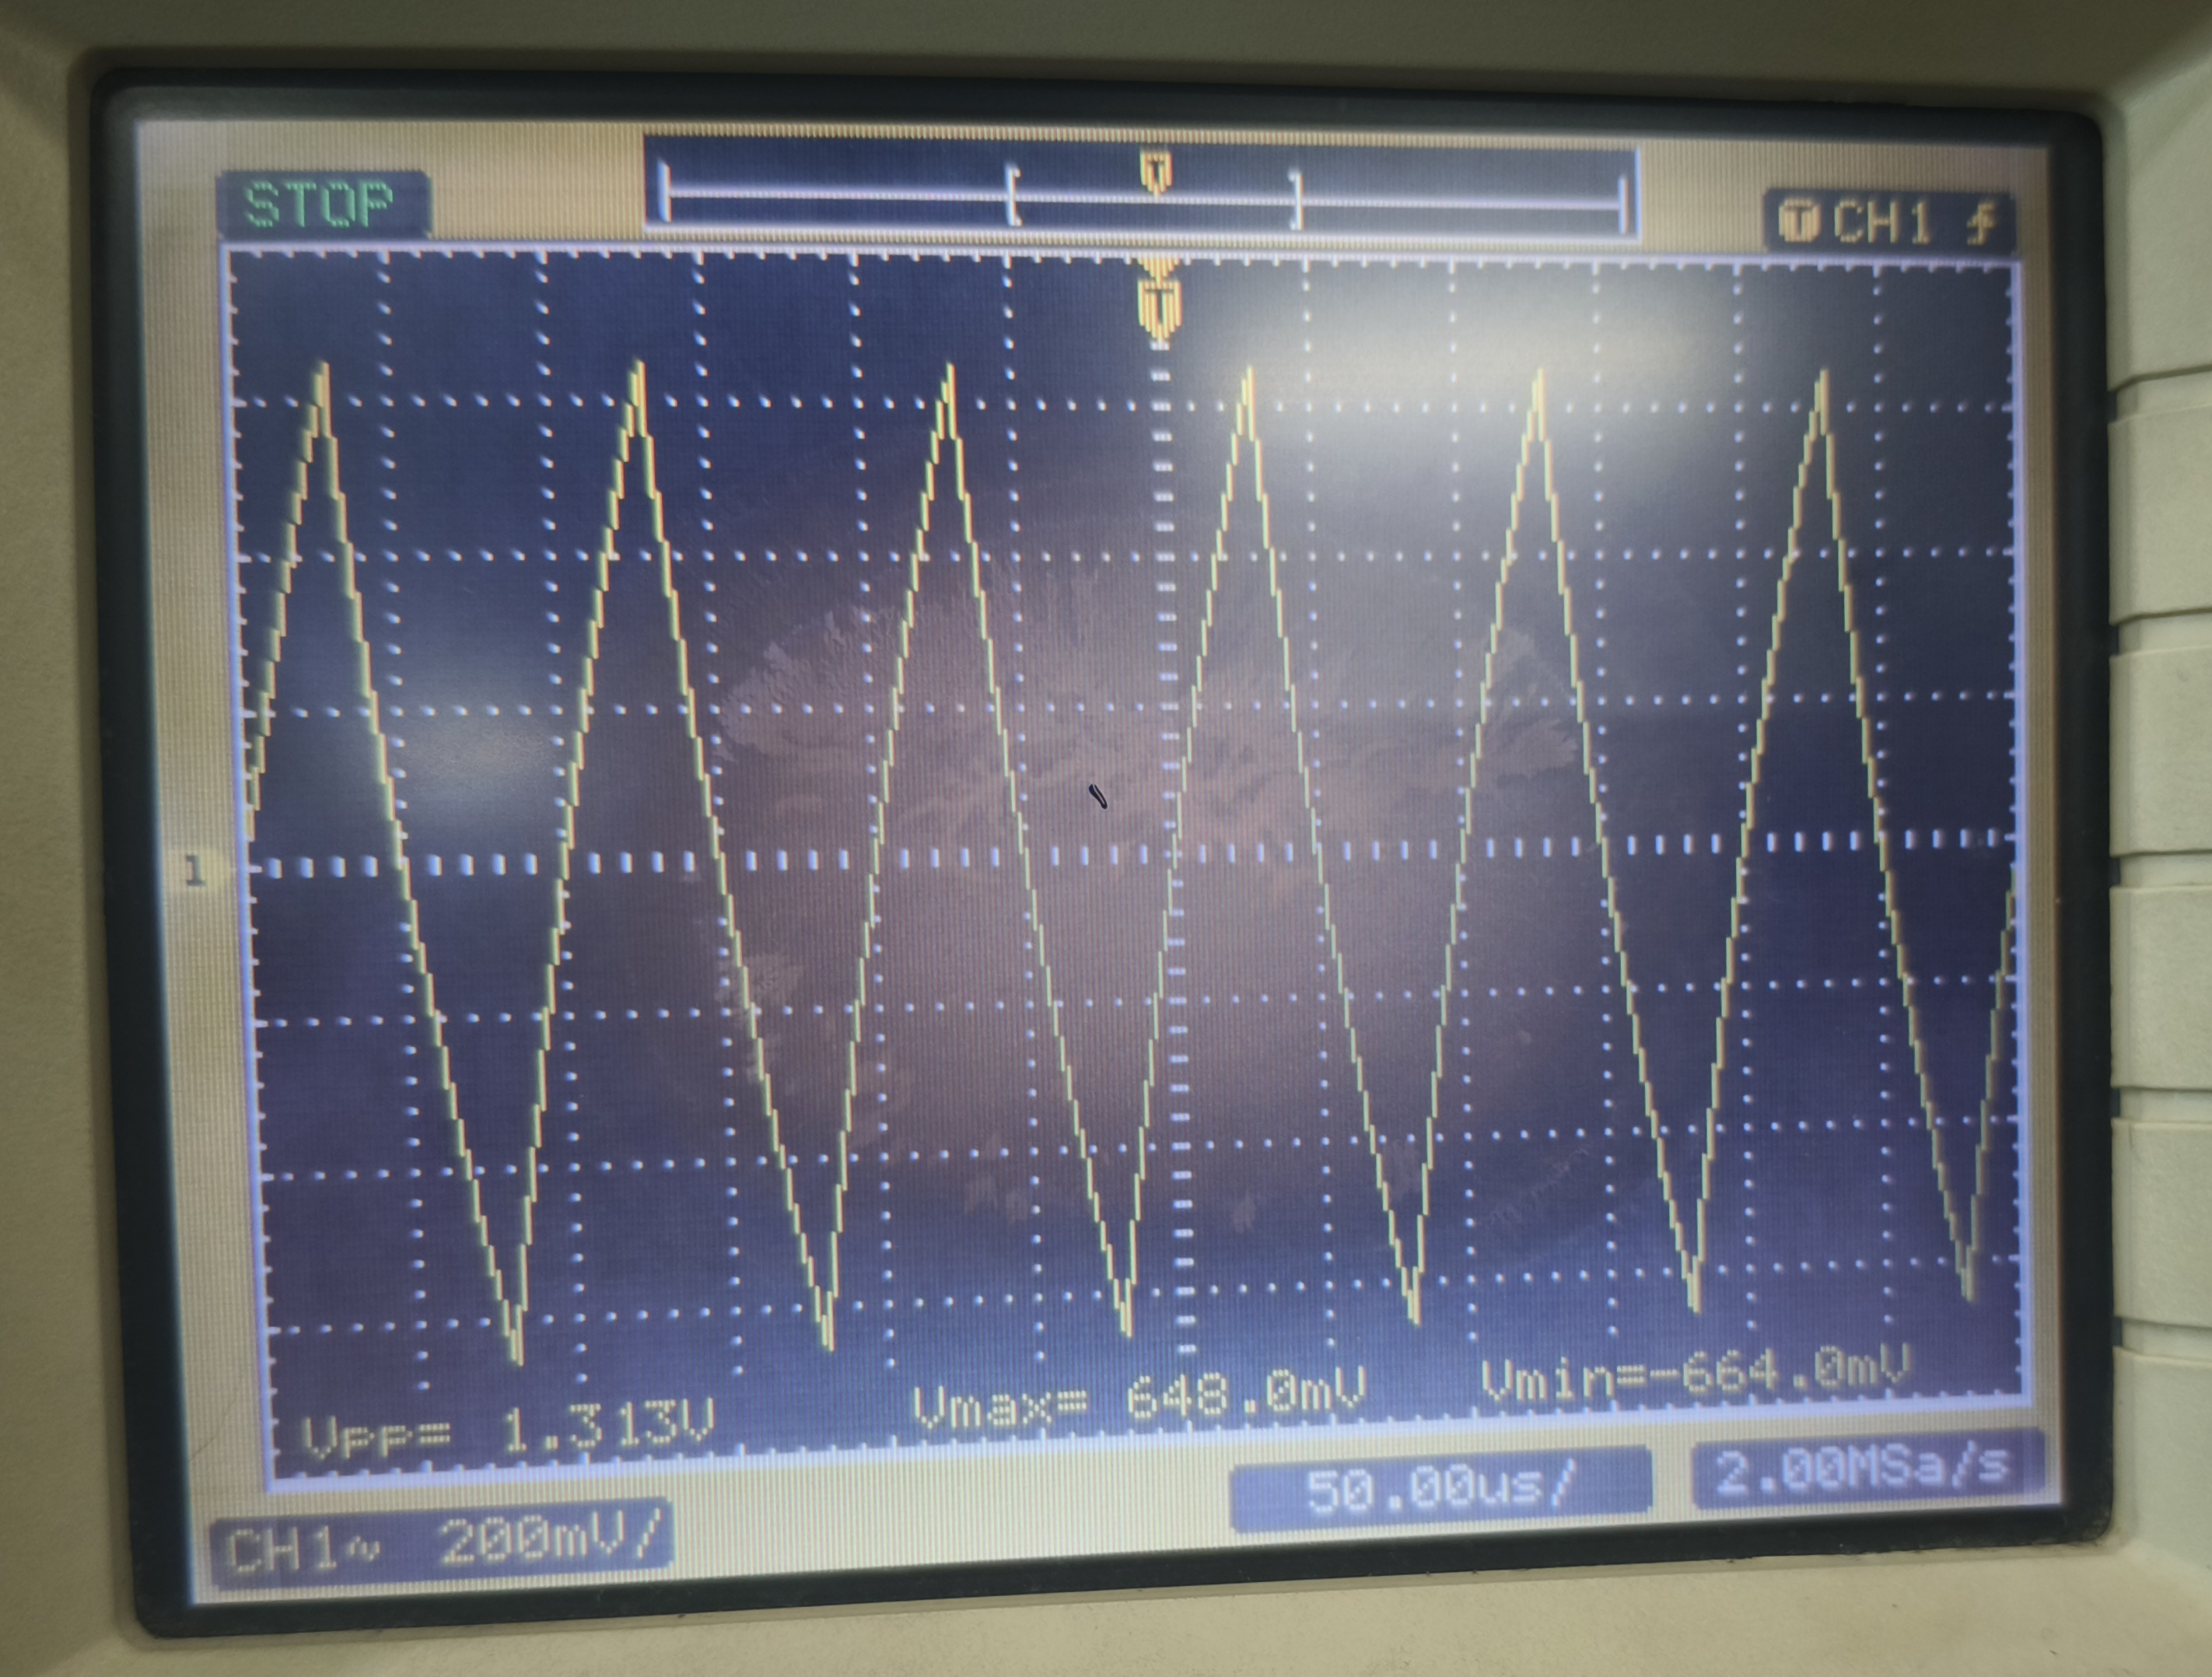 STOP
T
T CH1
T
1
Vpp= 1.313V Vmax= 648.0mV Vmin=-664.0mV
50.00us/ 2.00MSa/s
CH1~ 200mV/